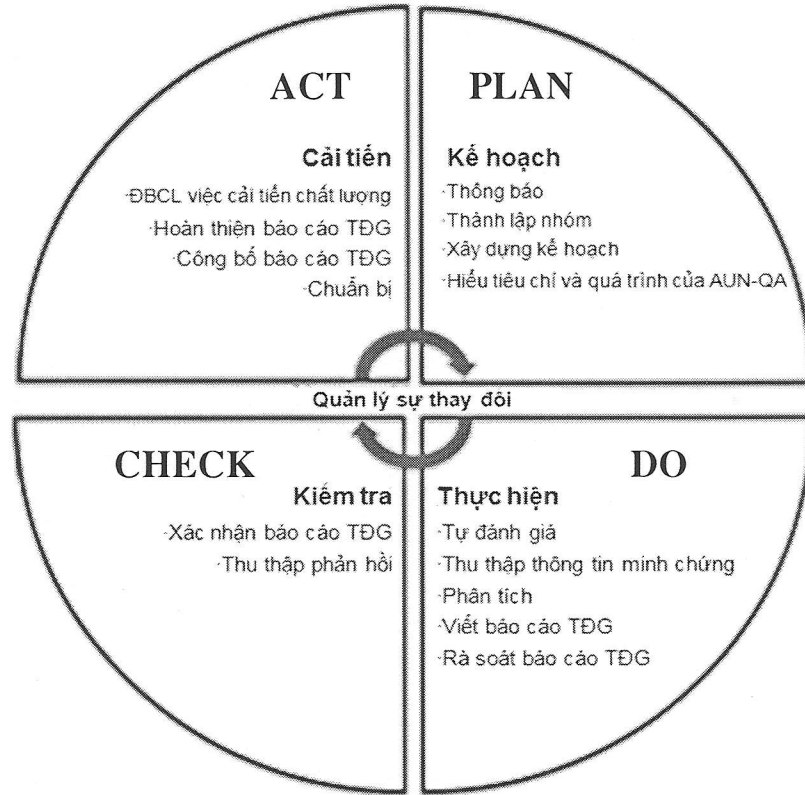 ACT
Cải tiến
·ĐBCL việc cải tiến chất lượng
·Hoàn thiện báo cáo TĐG
·Công bố báo cáo TĐG
·Chuẩn bị
PLAN
Kế hoạch
·Thông báo
·Thành lập nhóm
·Xây dựng kế hoạch
·Hiểu tiêu chí và quá trình của AUN-QA
Quản lý sự thay đổi
CHECK
Kiểm tra
·Xác nhận báo cáo TĐG
·Thu thập phản hồi
DO
Thực hiện
·Tự đánh giá
·Thu thập thông tin minh chứng
·Phân tích
·Viết báo cáo TĐG
·Rà soát báo cáo TĐG